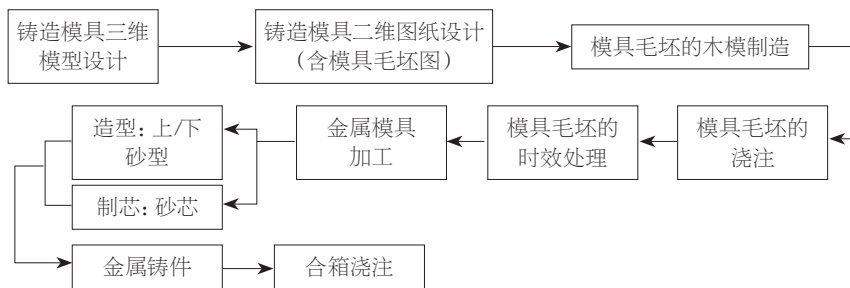 铸造模具三维
模型设计
铸造模具二维图纸设计
(含模具毛坯图)
模具毛坯的木模制造
造型:上/下
砂型
金属模具
加工
模具毛坯的
时效处理
模具毛坯的
浇注
制芯:砂芯
金属铸件
合箱浇注